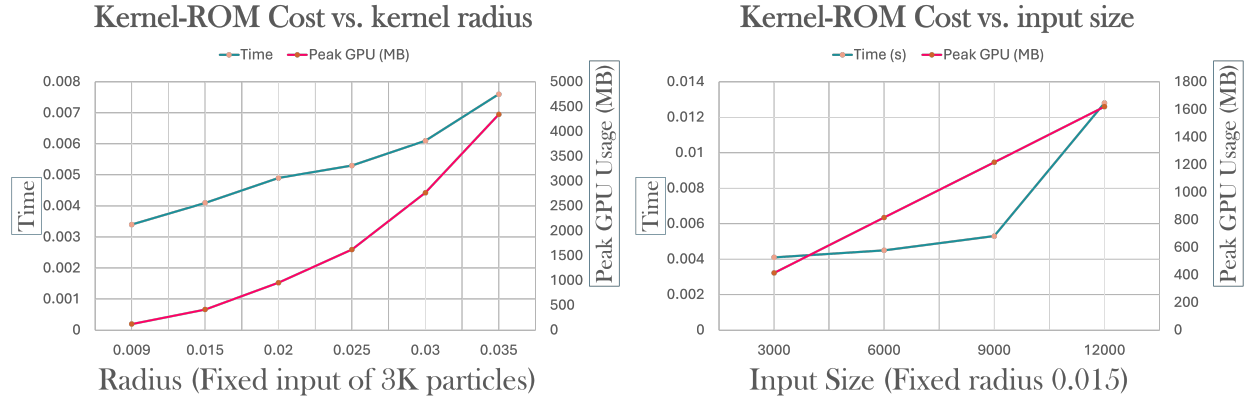 Kernel-ROM Cost vs. kernel radius
Time
Peak GPU (MB)
0.008
0.007
0.006
0.005
0.004
0.003
0.002
0.001
0
Time
5000
4500
4000
3500
3000
2500
2000
1500
1000
500
0
Peak GPU Usage (MB)
0.009 0.015 0.02 0.025 0.03 0.035
Radius (Fixed input of 3K particles)
Kernel-ROM Cost vs. input size
Time (s)
Peak GPU (MB)
0.014
0.012
0.01
0.008
0.006
0.004
0.002
0
Time
1800
1600
1400
1200
1000
800
600
400
200
0
Peak GPU Usage (MB)
3000 6000 9000 12000
Input Size (Fixed radius 0.015)